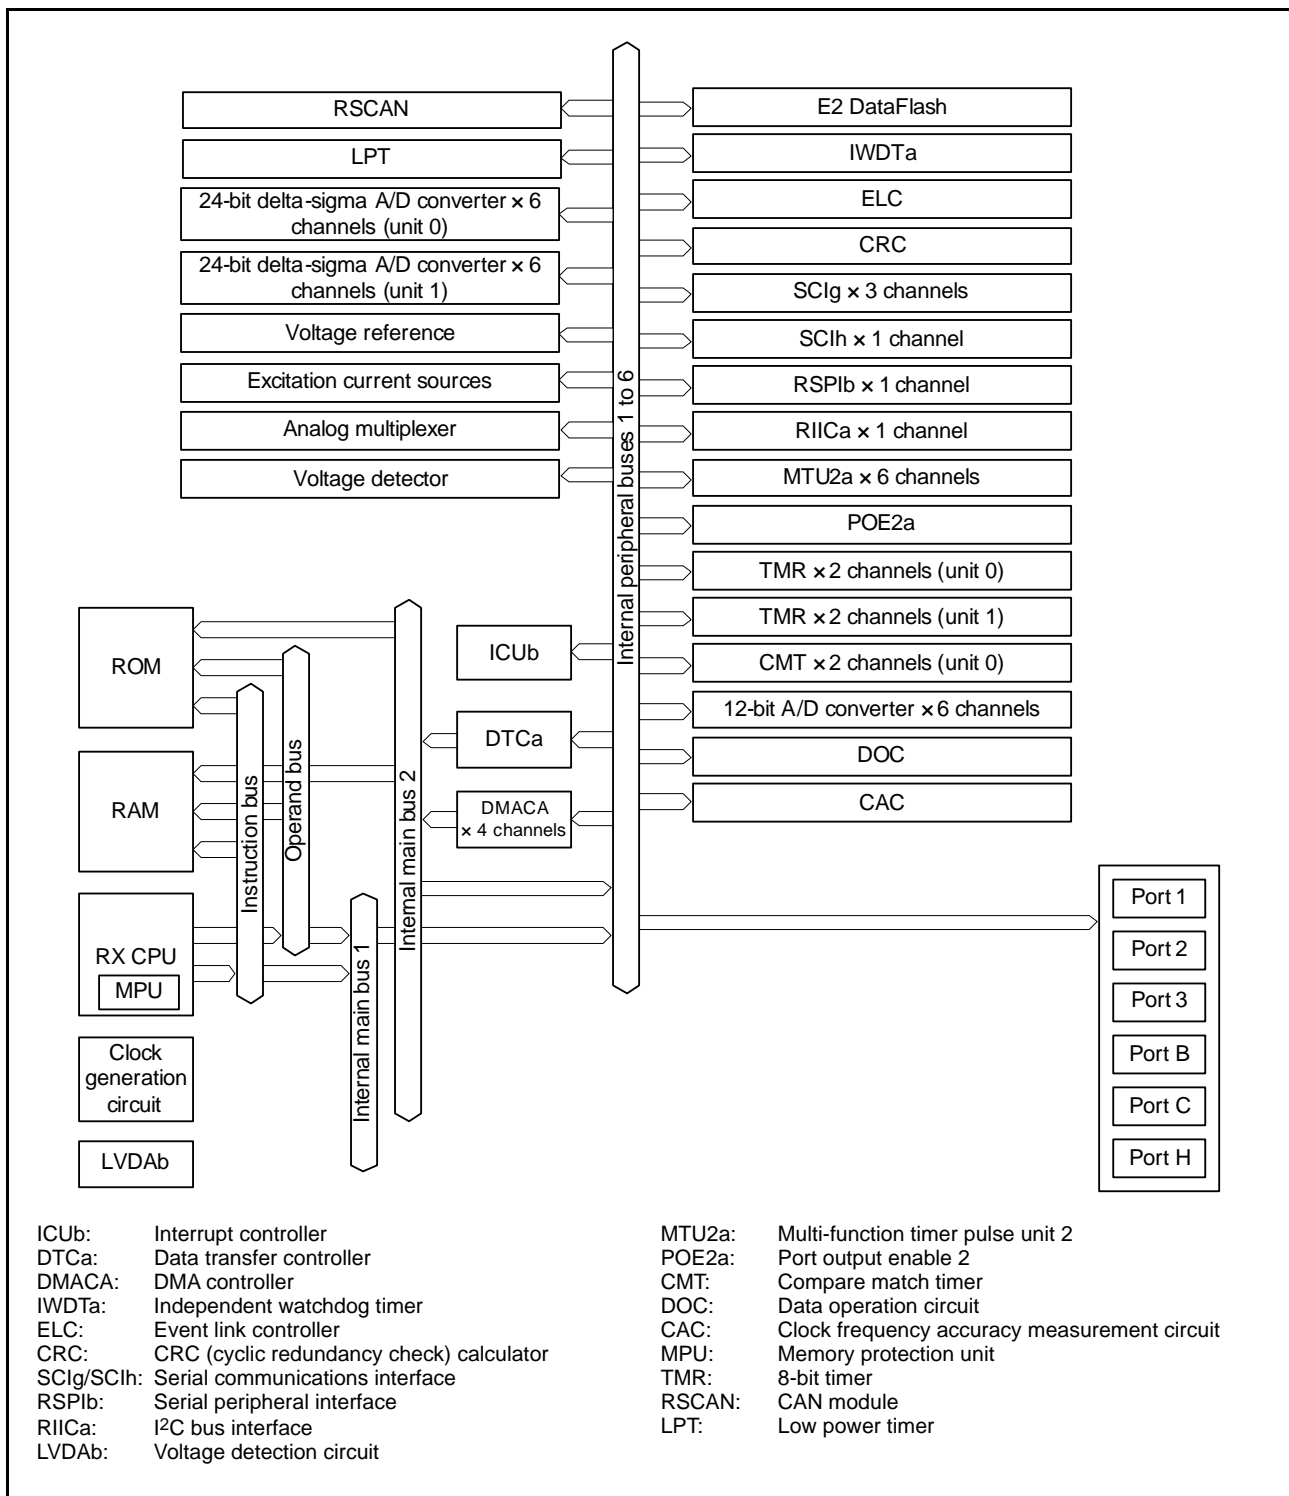 RSCAN
LPT
24-bit delta-sigma A/D converter × 6
channels (unit 0)
24-bit delta-sigma A/D converter × 6
channels (unit 1)
Voltage reference
Excitation current sources
Analog multiplexer
Voltage detector
Internal peripheral buses 1 to 6
E2 DataFlash
IWDTa
ELC
CRC
SCIg × 3 channels
SCIh × 1 channel
RSPIb × 1 channel
RIICa × 1 channel
MTU2a × 6 channels
POE2a
TMR × 2 channels (unit 0)
TMR × 2 channels (unit 1)
CMT × 2 channels (unit 0)
12-bit A/D converter × 6 channels
DOC
CAC
ROM
RAM
RX CPU
MPU
Clock
generation
circuit
LVDAb
Instruction bus
Operand bus
Internal main bus 1
Internal main bus 2
ICUb
DTCa
DMACA
× 4 channels
Port 1
Port 2
Port 3
Port B
Port C
Port H
ICUb: Interrupt controller
DTCa: Data transfer controller
DMACA: DMA controller
IWDTa: Independent watchdog timer
ELC: Event link controller
CRC: CRC (cyclic redundancy check) calculator
SCIg/SCIh: Serial communications interface
RSPIb: Serial peripheral interface
RIICa: I2C bus interface
LVDAb: Voltage detection circuit
MTU2a: Multi-function timer pulse unit 2
POE2a: Port output enable 2
CMT: Compare match timer
DOC: Data operation circuit
CAC: Clock frequency accuracy measurement circuit
MPU: Memory protection unit
TMR: 8-bit timer
RSCAN: CAN module
LPT: Low power timer